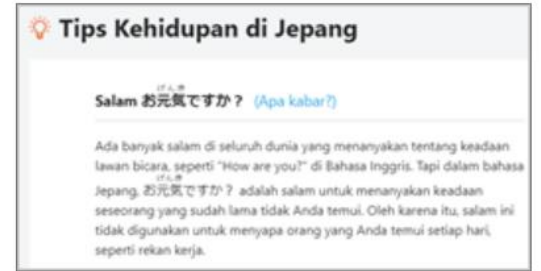 Tips Kehidupan di Jepang
げんき
Salam お元気ですか？ (Apa kabar?)
Ada banyak salam di seluruh dunia yang menanyakan tentang keadaan
lawan bicara, seperti "How are you?" di Bahasa Inggris. Tapi dalam bahasa
げんき
Jepang, お元気ですか？ adalah salam untuk menanyakan keadaan
seseorang yang sudah lama tidak Anda temui. Oleh karena itu, salam ini
tidak digunakan untuk menyapa orang yang Anda temui setiap hari,
seperti rekan kerja.